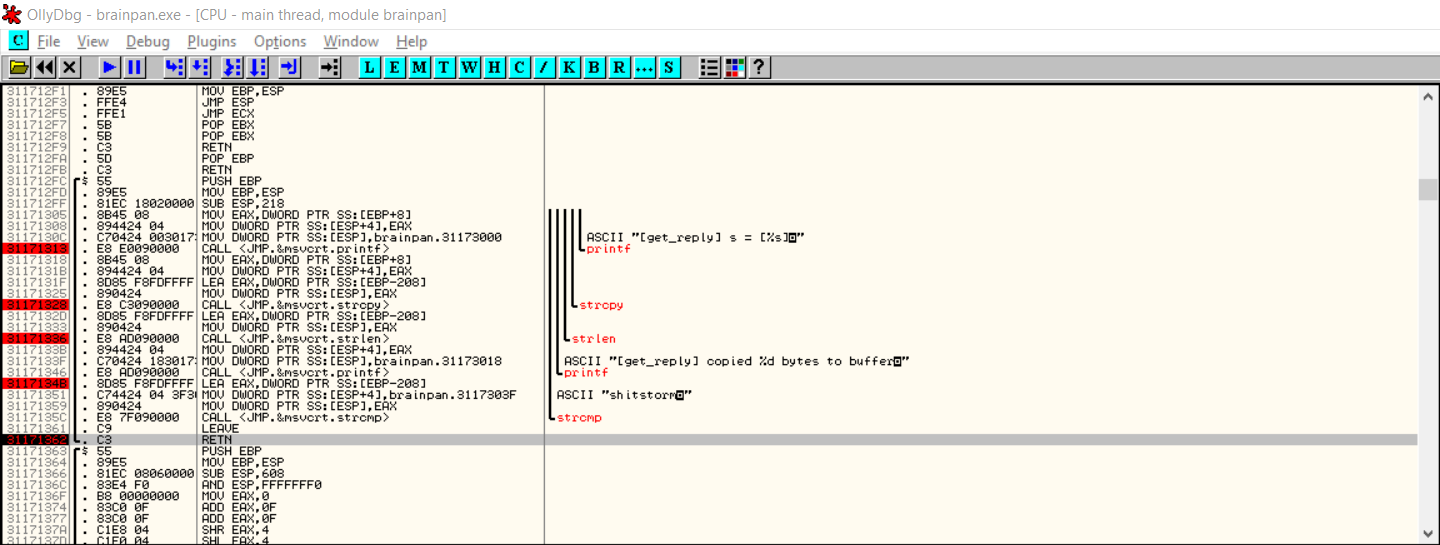 OllyDbg - brainpan.exe - [CPU - main thread, module brainpan]
C File View Debug Plugins Options Window Help
L E M T W H C / K B R ... S ?
311712F1 . 89E5 MOV EBP,ESP
311712F3 . FFE4 JMP ESP
311712F5 . FFE1 JMP ECX
311712F7 . 5B POP EBX
311712F8 . 5B POP EBX
311712F9 . C3 RETN
311712FA . 5D POP EBP
311712FB . C3 RETN
311712FC $ 55 PUSH EBP
311712FD . 89E5 MOV EBP,ESP
311712FF . 81EC 18020000 SUB ESP,218
31171305 . 8B45 08 MOV EAX,DWORD PTR SS:[EBP+8]
31171308 . 894424 04 MOV DWORD PTR SS:[ESP+4],EAX
3117130C . C70424 003017 MOV DWORD PTR SS:[ESP],brainpan.31173000 ASCII "[get_reply] s = [%s]◙"
31171313 . E8 E0090000 CALL <JMP.&msvcrt.printf> printf
31171318 . 8B45 08 MOV EAX,DWORD PTR SS:[EBP+8]
3117131B . 894424 04 MOV DWORD PTR SS:[ESP+4],EAX
3117131F . 8D85 F8FDFFFF LEA EAX,DWORD PTR SS:[EBP-208]
31171325 . 890424 MOV DWORD PTR SS:[ESP],EAX
31171328 . E8 C3090000 CALL <JMP.&msvcrt.strcpy> strcpy
3117132D . 8D85 F8FDFFFF LEA EAX,DWORD PTR SS:[EBP-208]
31171333 . 890424 MOV DWORD PTR SS:[ESP],EAX
31171336 . E8 AD090000 CALL <JMP.&msvcrt.strlen> strlen
3117133B . 894424 04 MOV DWORD PTR SS:[ESP+4],EAX
3117133F . C70424 183017 MOV DWORD PTR SS:[ESP],brainpan.31173018 ASCII "[get_reply] copied %d bytes to buffer◙"
31171346 . E8 AD090000 CALL <JMP.&msvcrt.printf> printf
3117134B . 8D85 F8FDFFFF LEA EAX,DWORD PTR SS:[EBP-208]
31171351 . C74424 04 3F3 MOV DWORD PTR SS:[ESP+4],brainpan.3117303F ASCII "shitstorm◙"
31171359 . 890424 MOV DWORD PTR SS:[ESP],EAX
3117135C . E8 7F090000 CALL <JMP.&msvcrt.strcmp> strcmp
31171361 . C9 LEAVE
31171362 . C3 RETN
31171363 $ 55 PUSH EBP
31171364 . 89E5 MOV EBP,ESP
31171366 . 81EC 08060000 SUB ESP,608
3117136C . 83E4 F0 AND ESP,FFFFFFF0
3117136F . B8 00000000 MOV EAX,0
31171374 . 83C0 0F ADD EAX,0F
31171377 . 83C0 0F ADD EAX,0F
3117137A . C1E8 04 SHR EAX,4
3117137D . C1E0 04 SHL EAX,4